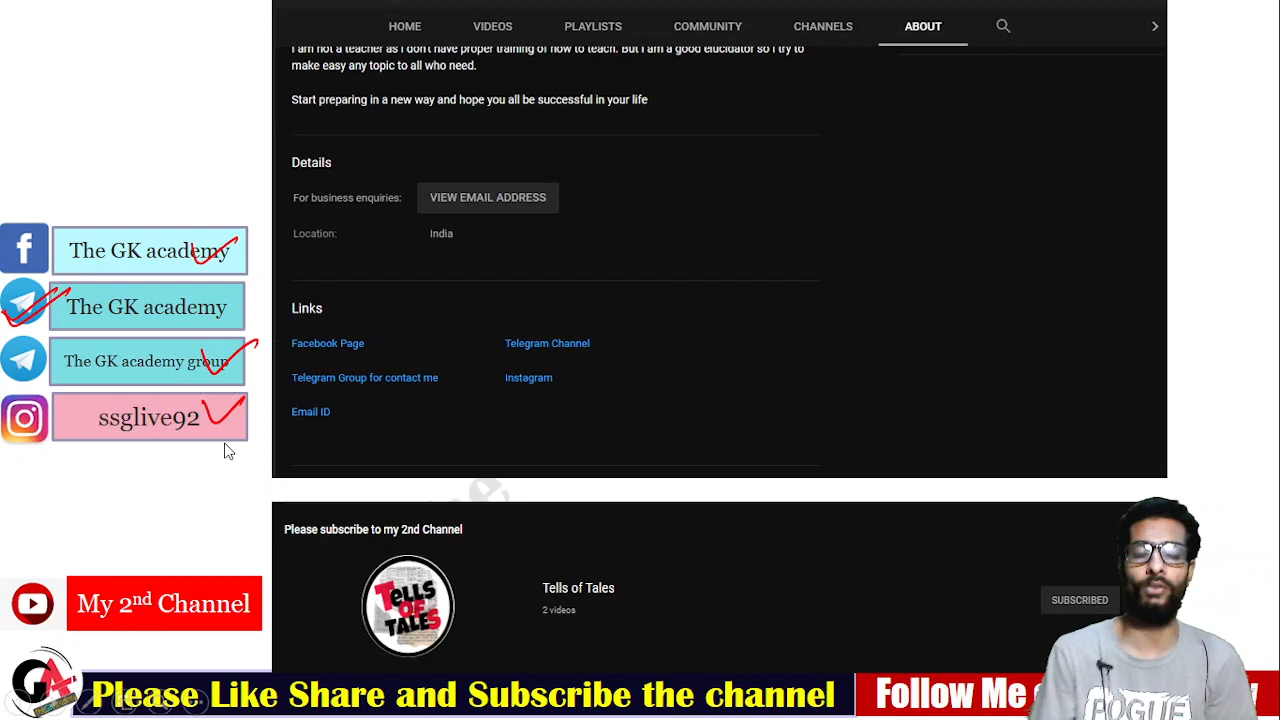 HOME VIDEOS PLAYLISTS COMMUNITY CHANNELS ABOUT
I am not a teacher as I don't have proper training of how to teach. But I am a good elucidator so I try to
make easy any topic to all who need.
Start preparing in a new way and hope you all be successful in your life
Details
For business enquiries: VIEW EMAIL ADDRESS
Location: India
Links
Facebook Page Telegram Channel
Telegram Group for contact me Instagram
Email ID
The GK academy
The GK academy
The GK academy group
ssglive92
Please subscribe to my 2nd Channel
TELLS
OF
TALES
Tells of Tales
2 videos
SUBSCRIBED
My 2nd Channel
GA
Please Like Share and Subscribe the channel
Follow Me
ROGUE